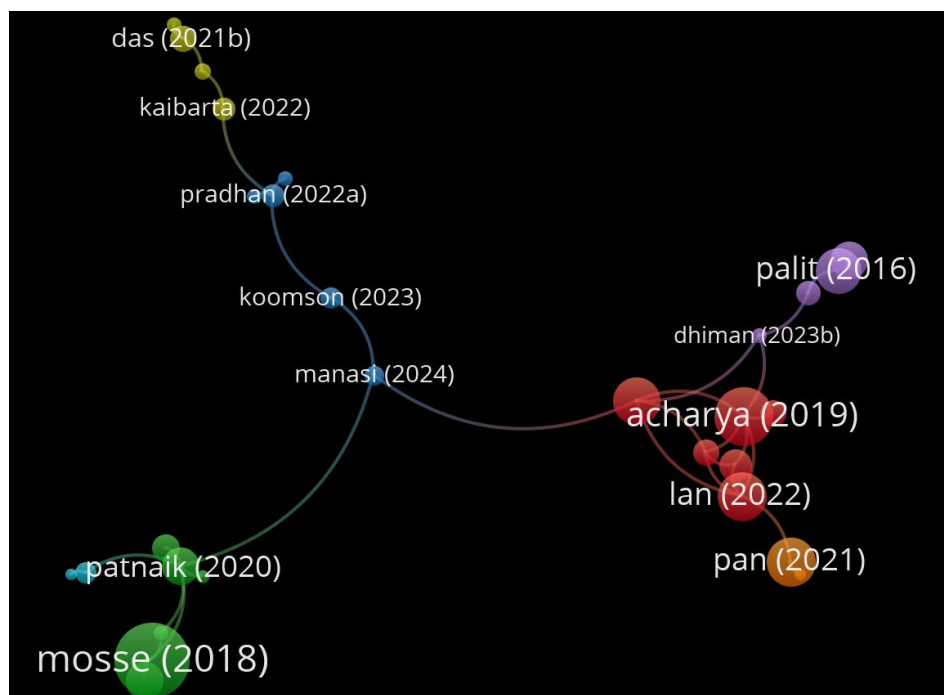 das (2021b)
kaibarta (2022)
pradhan (2022a)
palit (2016)
koomson (2023)
dhiman (2023b)
manasi (2024)
acharya (2019)
lan (2022)
pan (2021)
patnaik (2020)
mosse (2018)